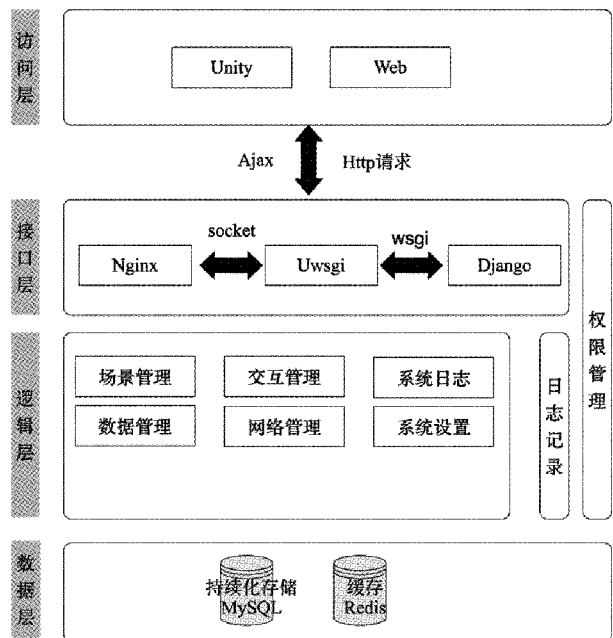 访问层
Unity
Web
Ajax
Http请求
接口层
socket
wsgi
Nginx
Uwsgi
Django
权限管理
逻辑层
场景管理
交互管理
系统日志
数据管理
网络管理
系统设置
日志记录
数据层
持续化存储
MySQL
缓存
Redis